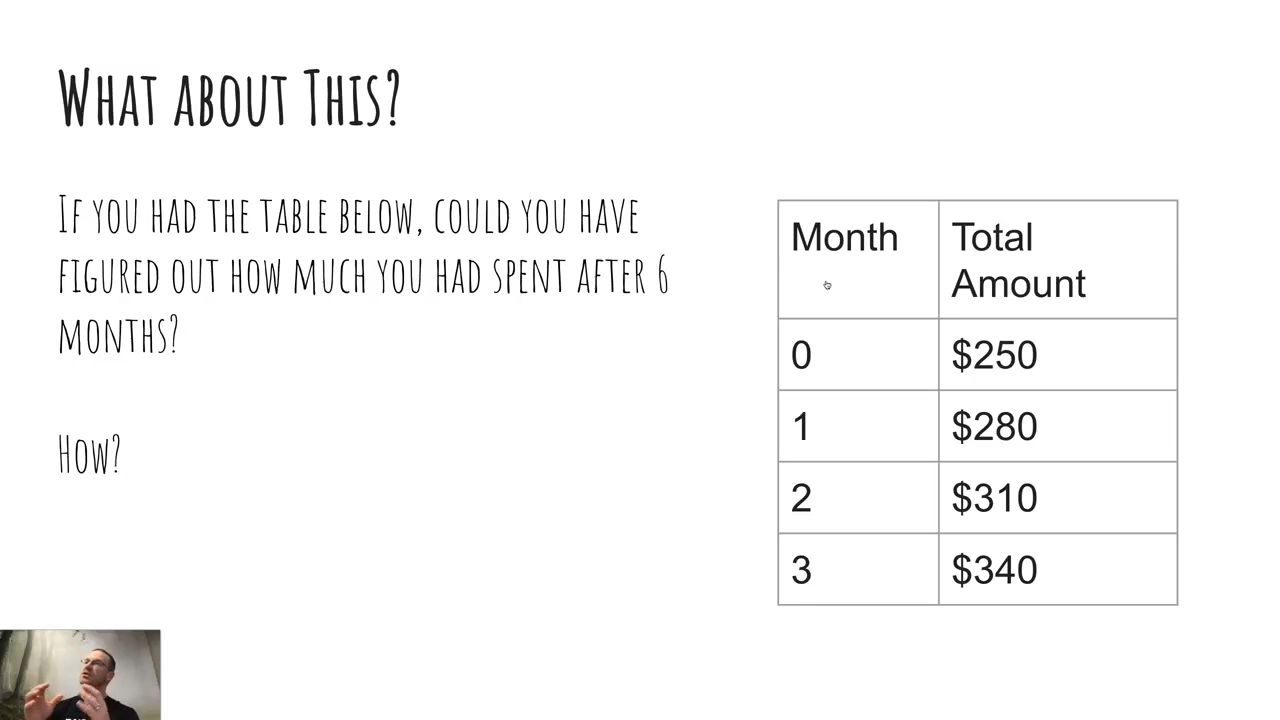 What about This?
If you had the table below, could you have
figured out how much you had spent after 6
months?
How?
Month
Total
Amount
0 $250
1 $280
2 $310
3 $340